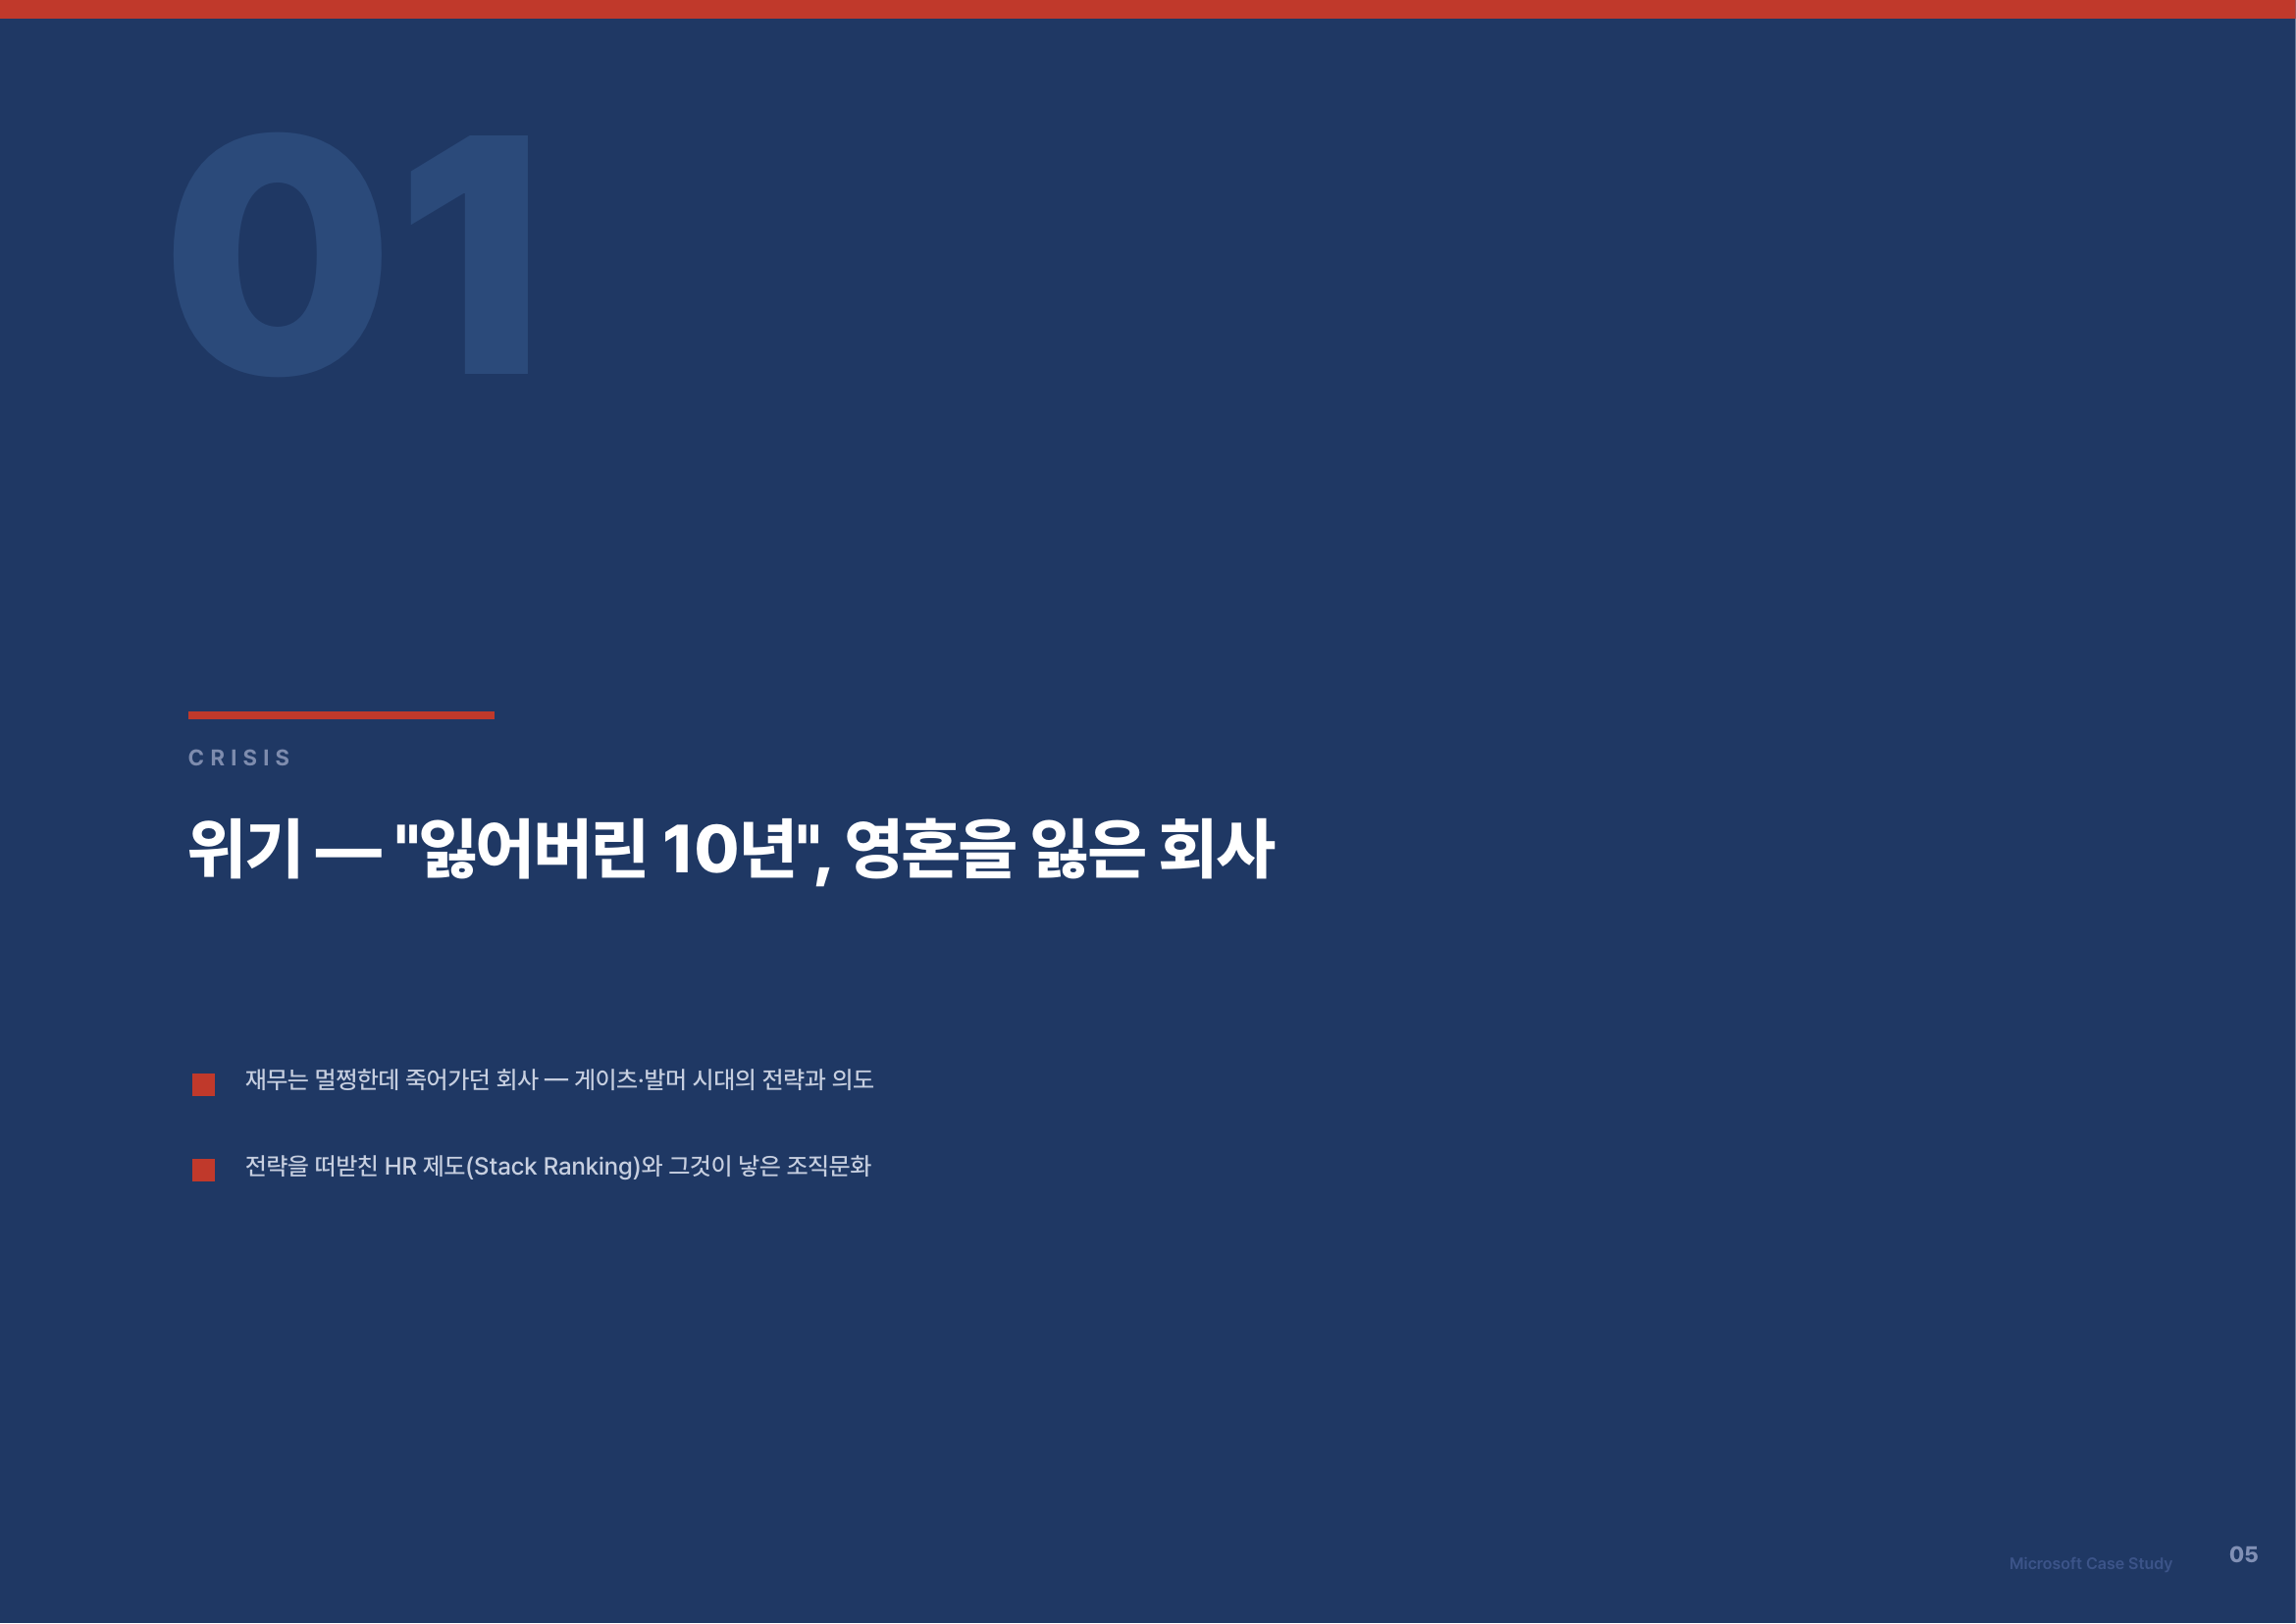 01
CRISIS
위기 — "잃어버린 10년", 영혼을 잃은 회사
재무는 멀쩡한데 죽어가던 회사 — 게이츠·발머 시대의 전략과 의도
전략을 떠받친 HR 제도(Stack Ranking)와 그것이 낳은 조직문화
Microsoft Case Study 05